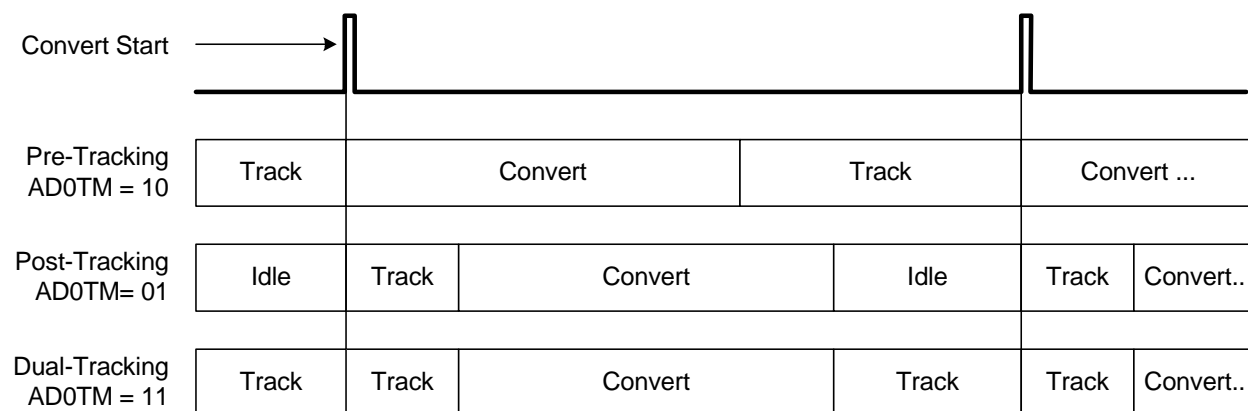 Convert Start
Pre-Tracking
AD0TM = 10
Track
Convert
Track
Convert ...
Post-Tracking
AD0TM= 01
Idle
Track
Convert
Idle
Track
Convert..
Dual-Tracking
AD0TM = 11
Track
Track
Convert
Track
Track
Convert..